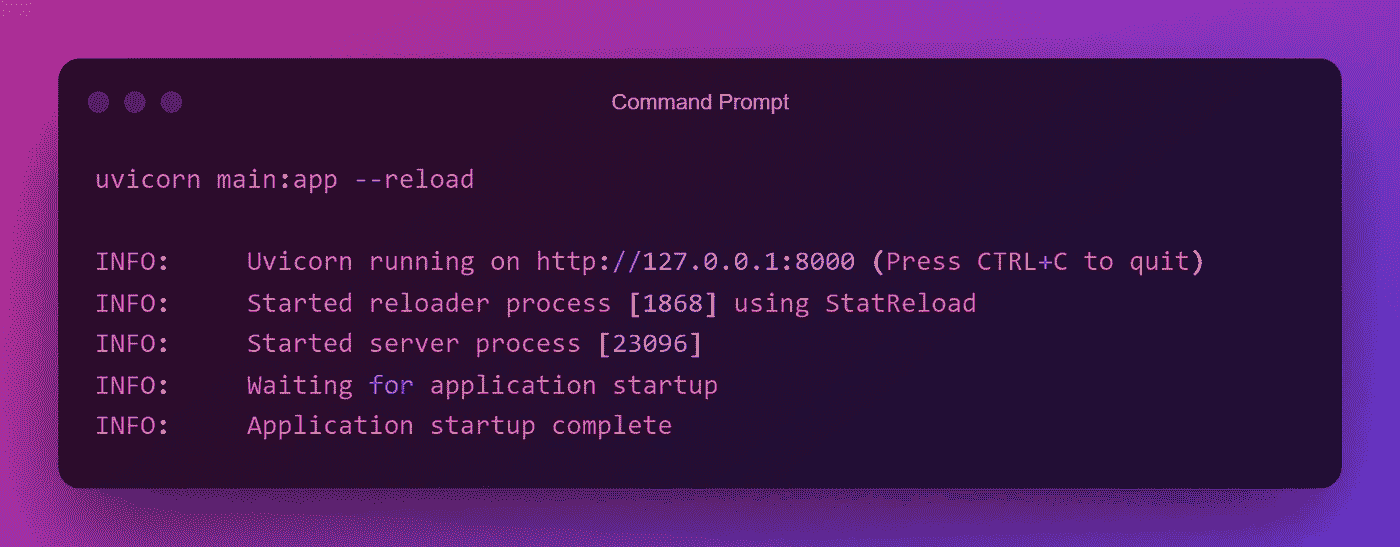 Command Prompt
uvicorn main:app --reload
INFO:     Uvicorn running on http://127.0.0.1:8000 (Press CTRL+C to quit)
INFO:     Started reloader process [1868] using StatReload
INFO:     Started server process [23096]
INFO:     Waiting for application startup
INFO:     Application startup complete